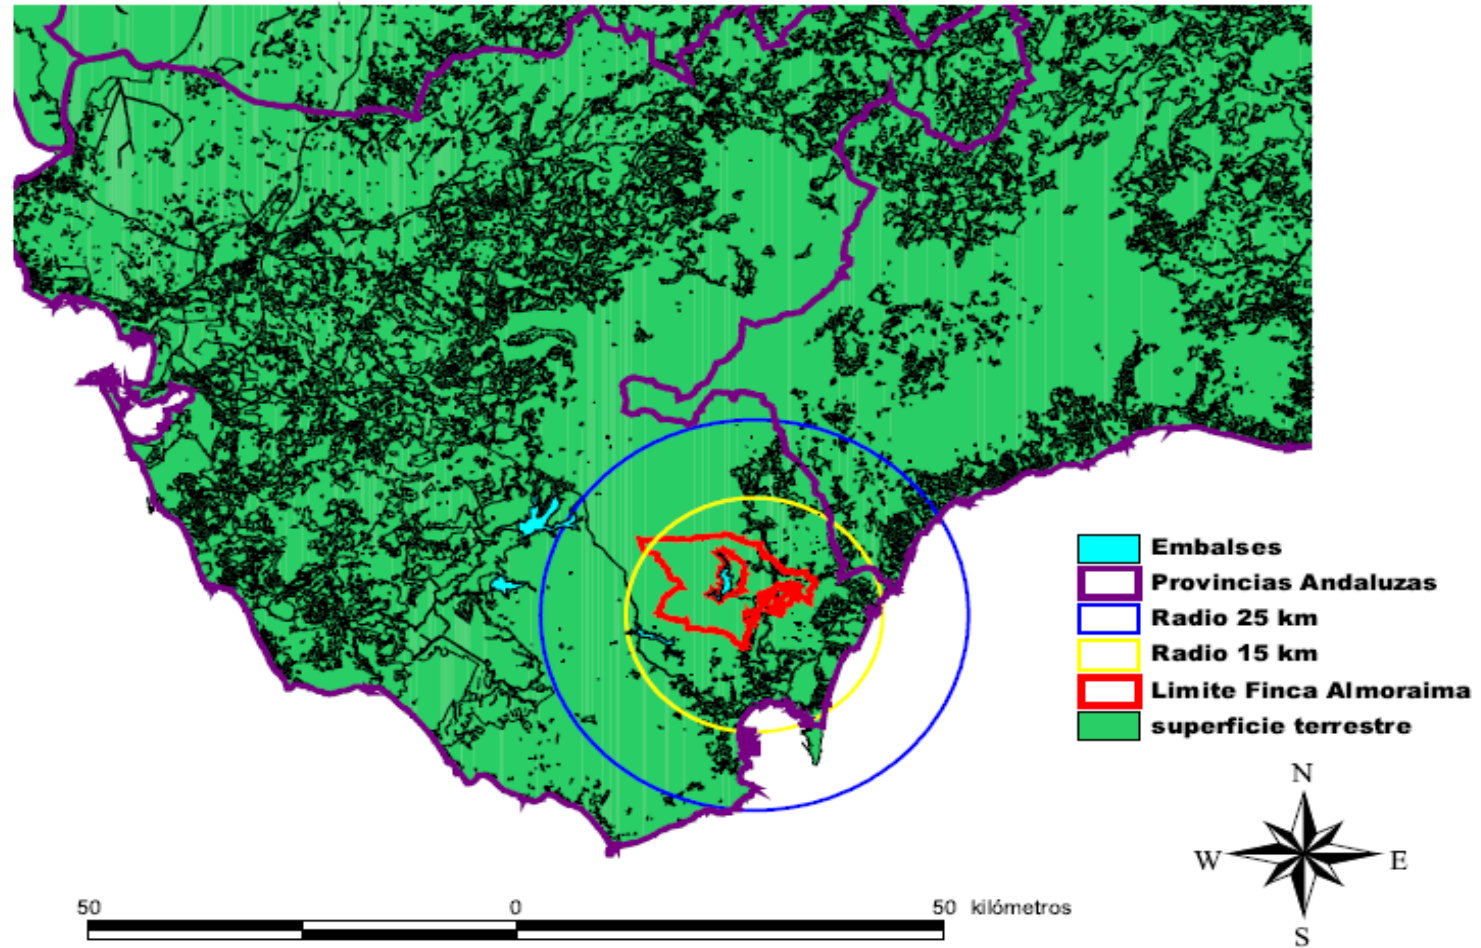 Embalses
Provincias Andaluzas
Radio 25 km
Radio 15 km
Limite Finca Almoraima
superficie terrestre
N
W E
S
50 0 50 kilómetros